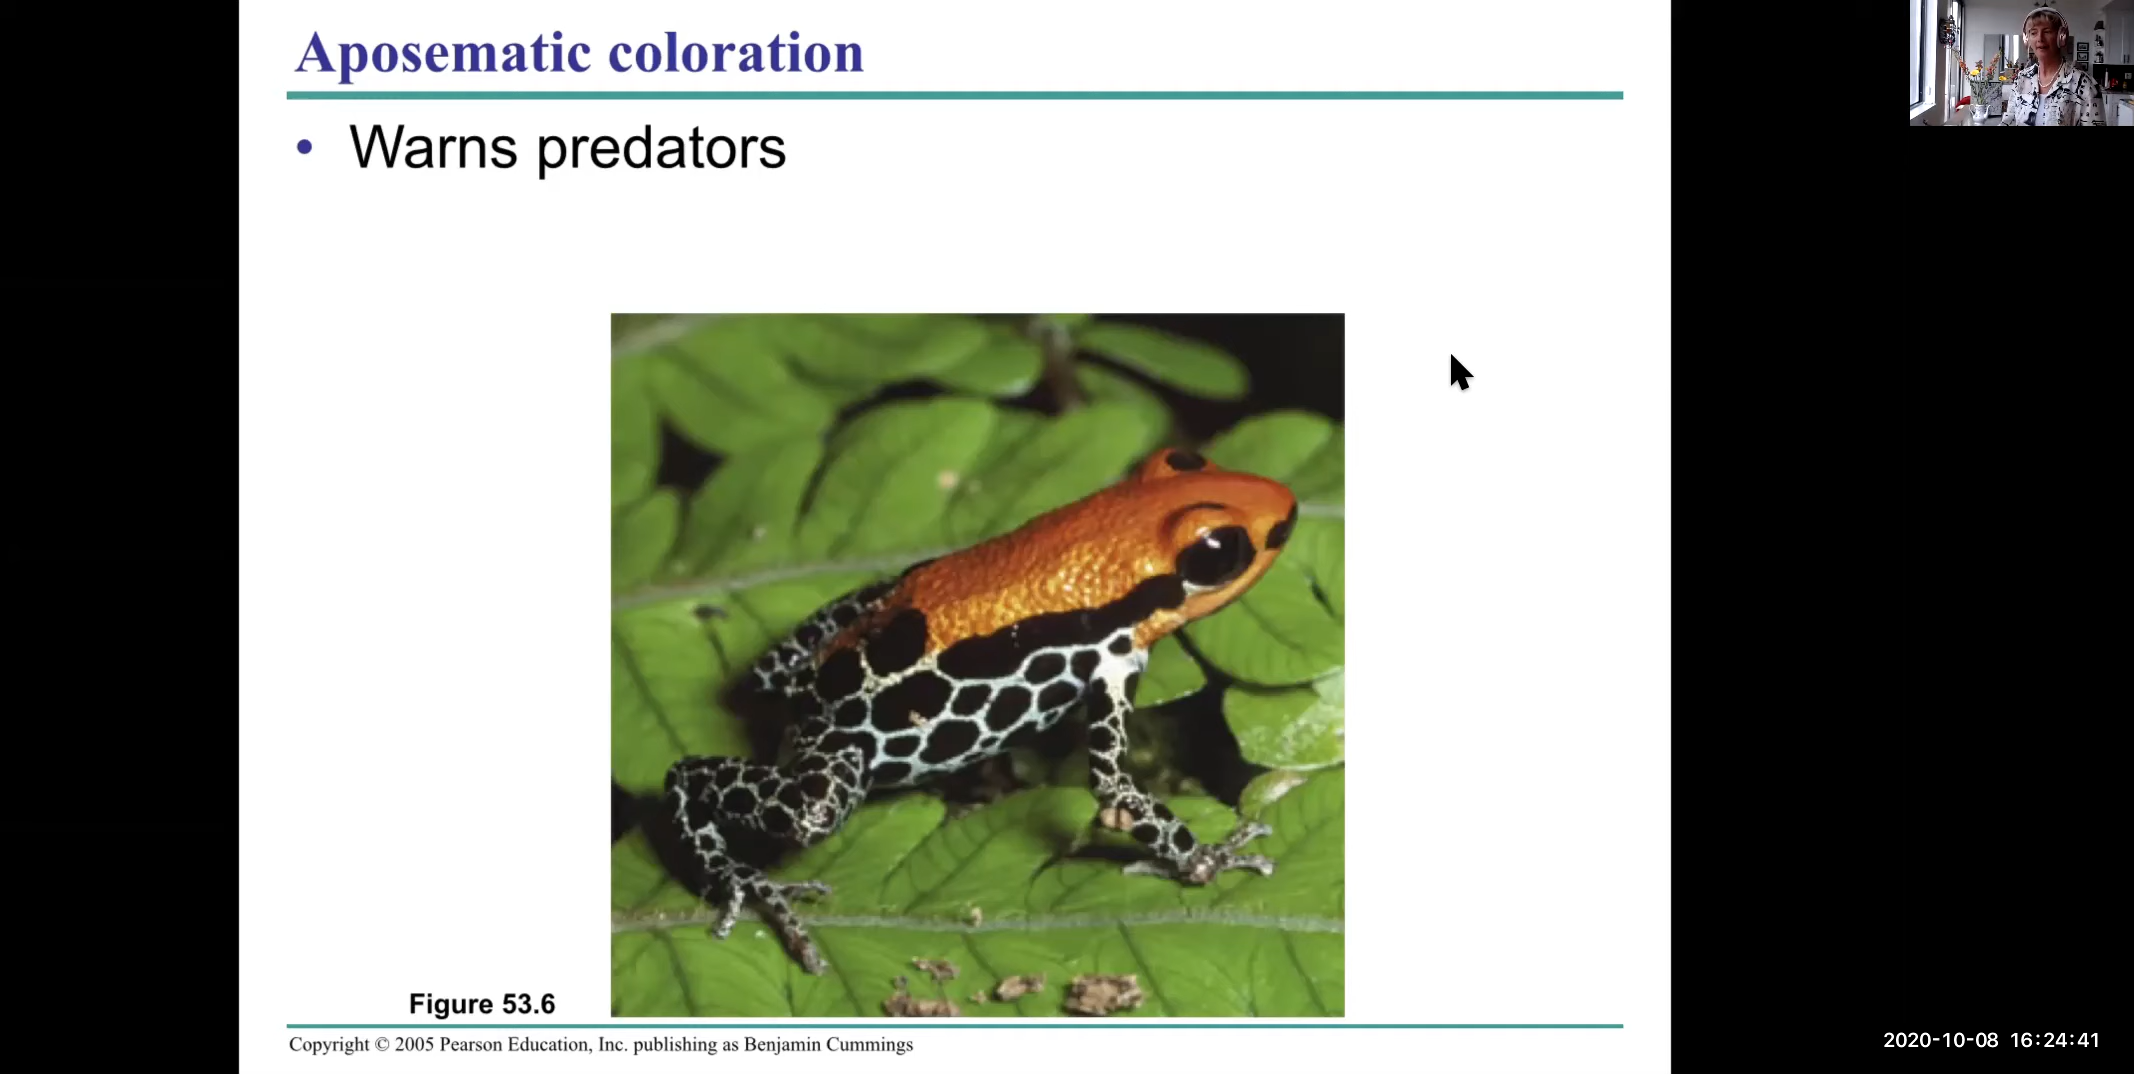 Aposematic coloration
• Warns predators
Figure 53.6
Copyright © 2005 Pearson Education, Inc. publishing as Benjamin Cummings
2020-10-08 16:24:41